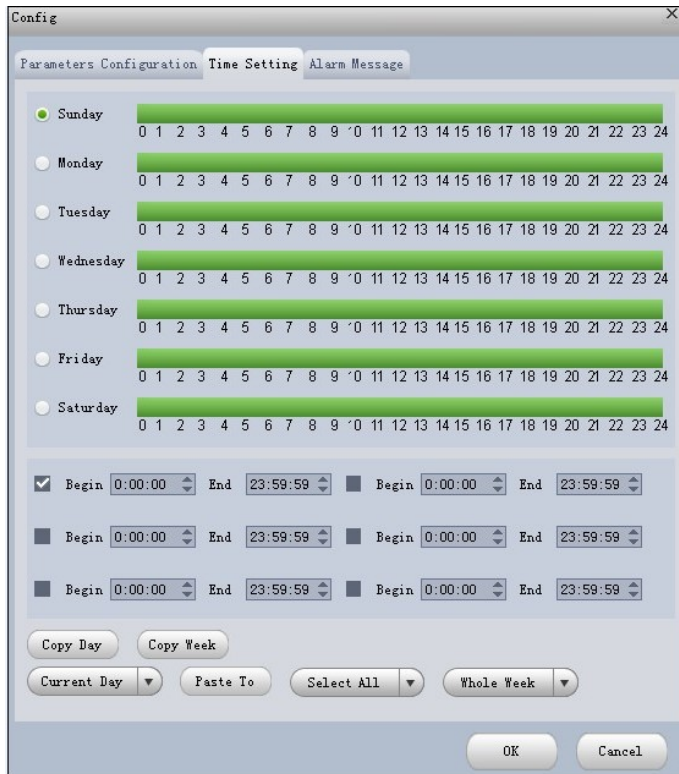 Config
Parameters Configuration Time Setting Alarm Message
Sunday
0 1 2 3 4 5 6 7 8 9 10 11 12 13 14 15 16 17 18 19 20 21 22 23 24
Monday
0 1 2 3 4 5 6 7 8 9 10 11 12 13 14 15 16 17 18 19 20 21 22 23 24
Tuesday
0 1 2 3 4 5 6 7 8 9 10 11 12 13 14 15 16 17 18 19 20 21 22 23 24
Wednesday
0 1 2 3 4 5 6 7 8 9 10 11 12 13 14 15 16 17 18 19 20 21 22 23 24
Thursday
0 1 2 3 4 5 6 7 8 9 10 11 12 13 14 15 16 17 18 19 20 21 22 23 24
Friday
0 1 2 3 4 5 6 7 8 9 10 11 12 13 14 15 16 17 18 19 20 21 22 23 24
Saturday
0 1 2 3 4 5 6 7 8 9 10 11 12 13 14 15 16 17 18 19 20 21 22 23 24
Begin 0:00:00 End 23:59:59 Begin 0:00:00 End 23:59:59
Begin 0:00:00 End 23:59:59 Begin 0:00:00 End 23:59:59
Begin 0:00:00 End 23:59:59 Begin 0:00:00 End 23:59:59
Copy Day Copy Week
Current Day Paste To Select All Whole Week
OK Cancel